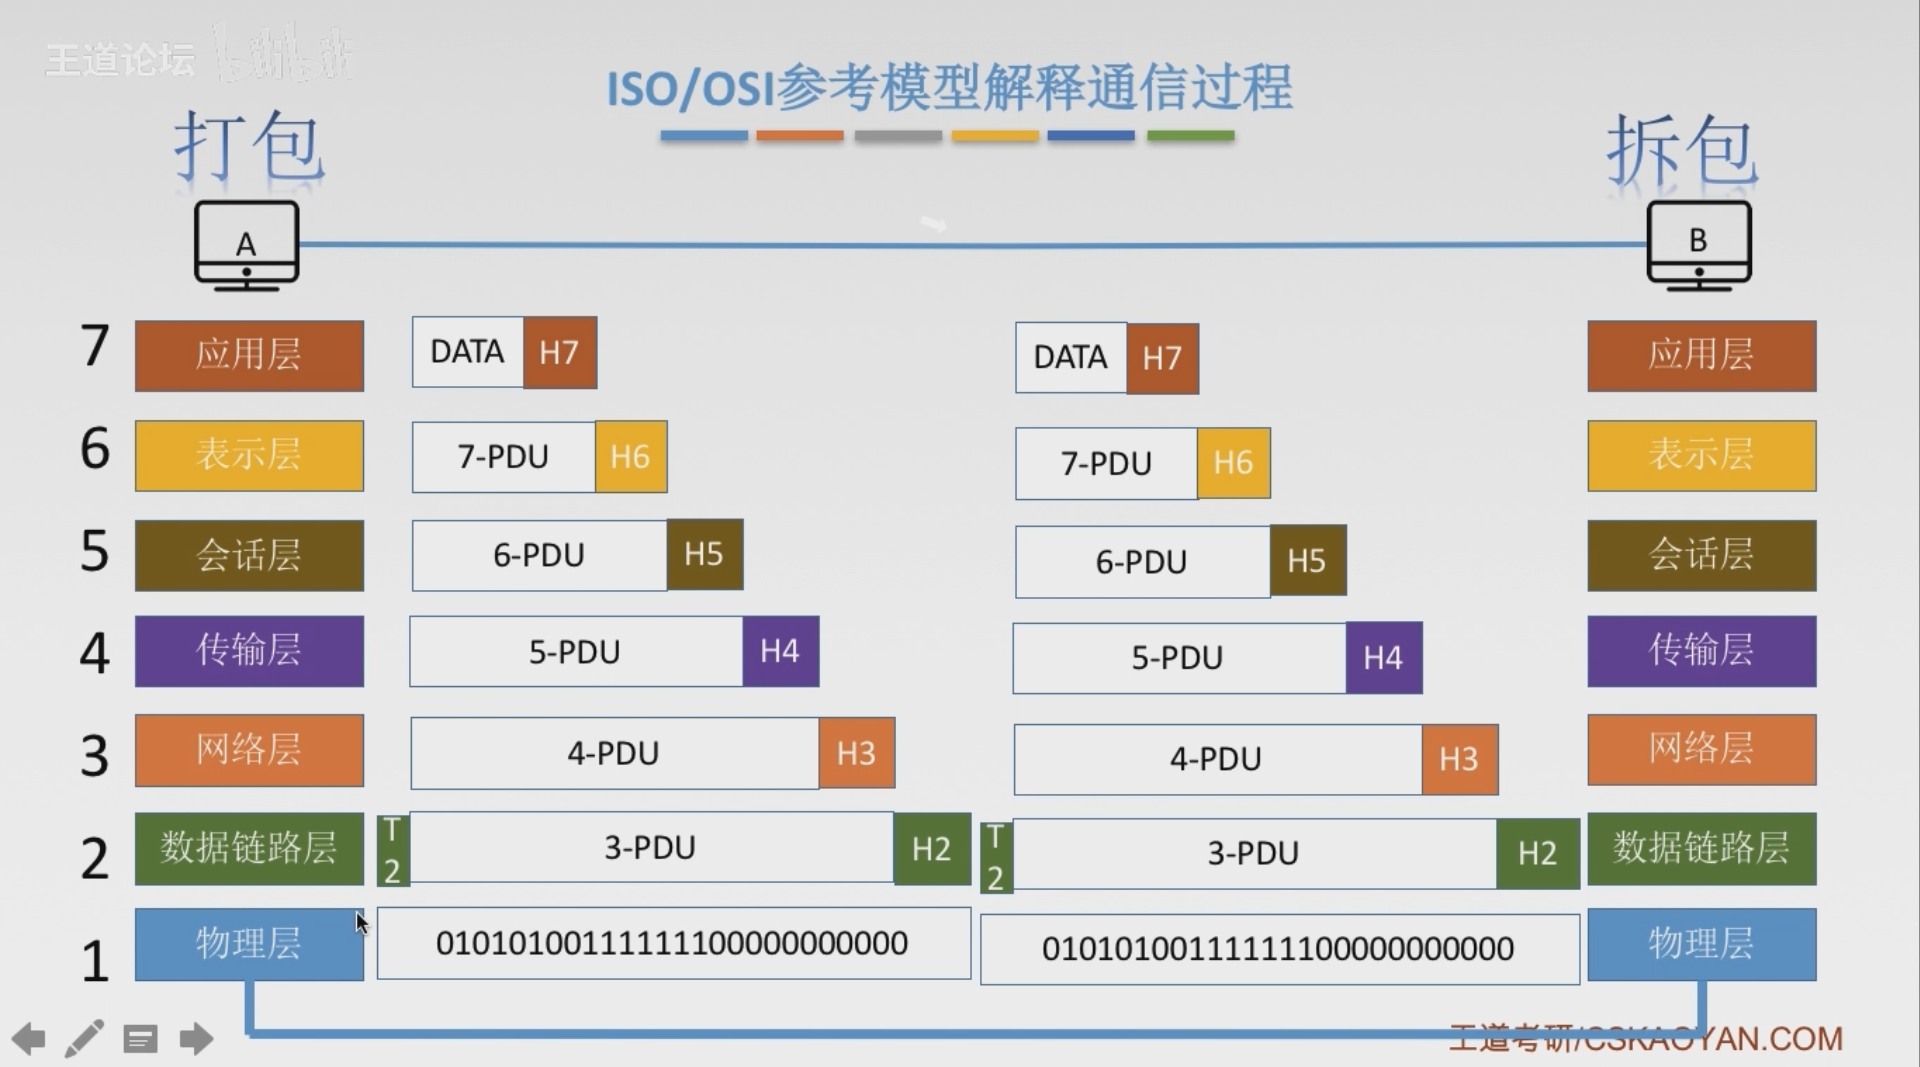 王道论坛 bilibili
ISO/OSI参考模型解释通信过程
打包
拆包
A
B
7 应用层 DATA H7 DATA H7 应用层
6 表示层 7-PDU H6 7-PDU H6 表示层
5 会话层 6-PDU H5 6-PDU H5 会话层
4 传输层 5-PDU H4 5-PDU H4 传输层
3 网络层 4-PDU H3 4-PDU H3 网络层
2 数据链路层 T2 3-PDU H2 T2 3-PDU H2 数据链路层
1 物理层 010101001111111100000000000 010101001111111100000000000 物理层
王道考研/CSKAOYAN.COM